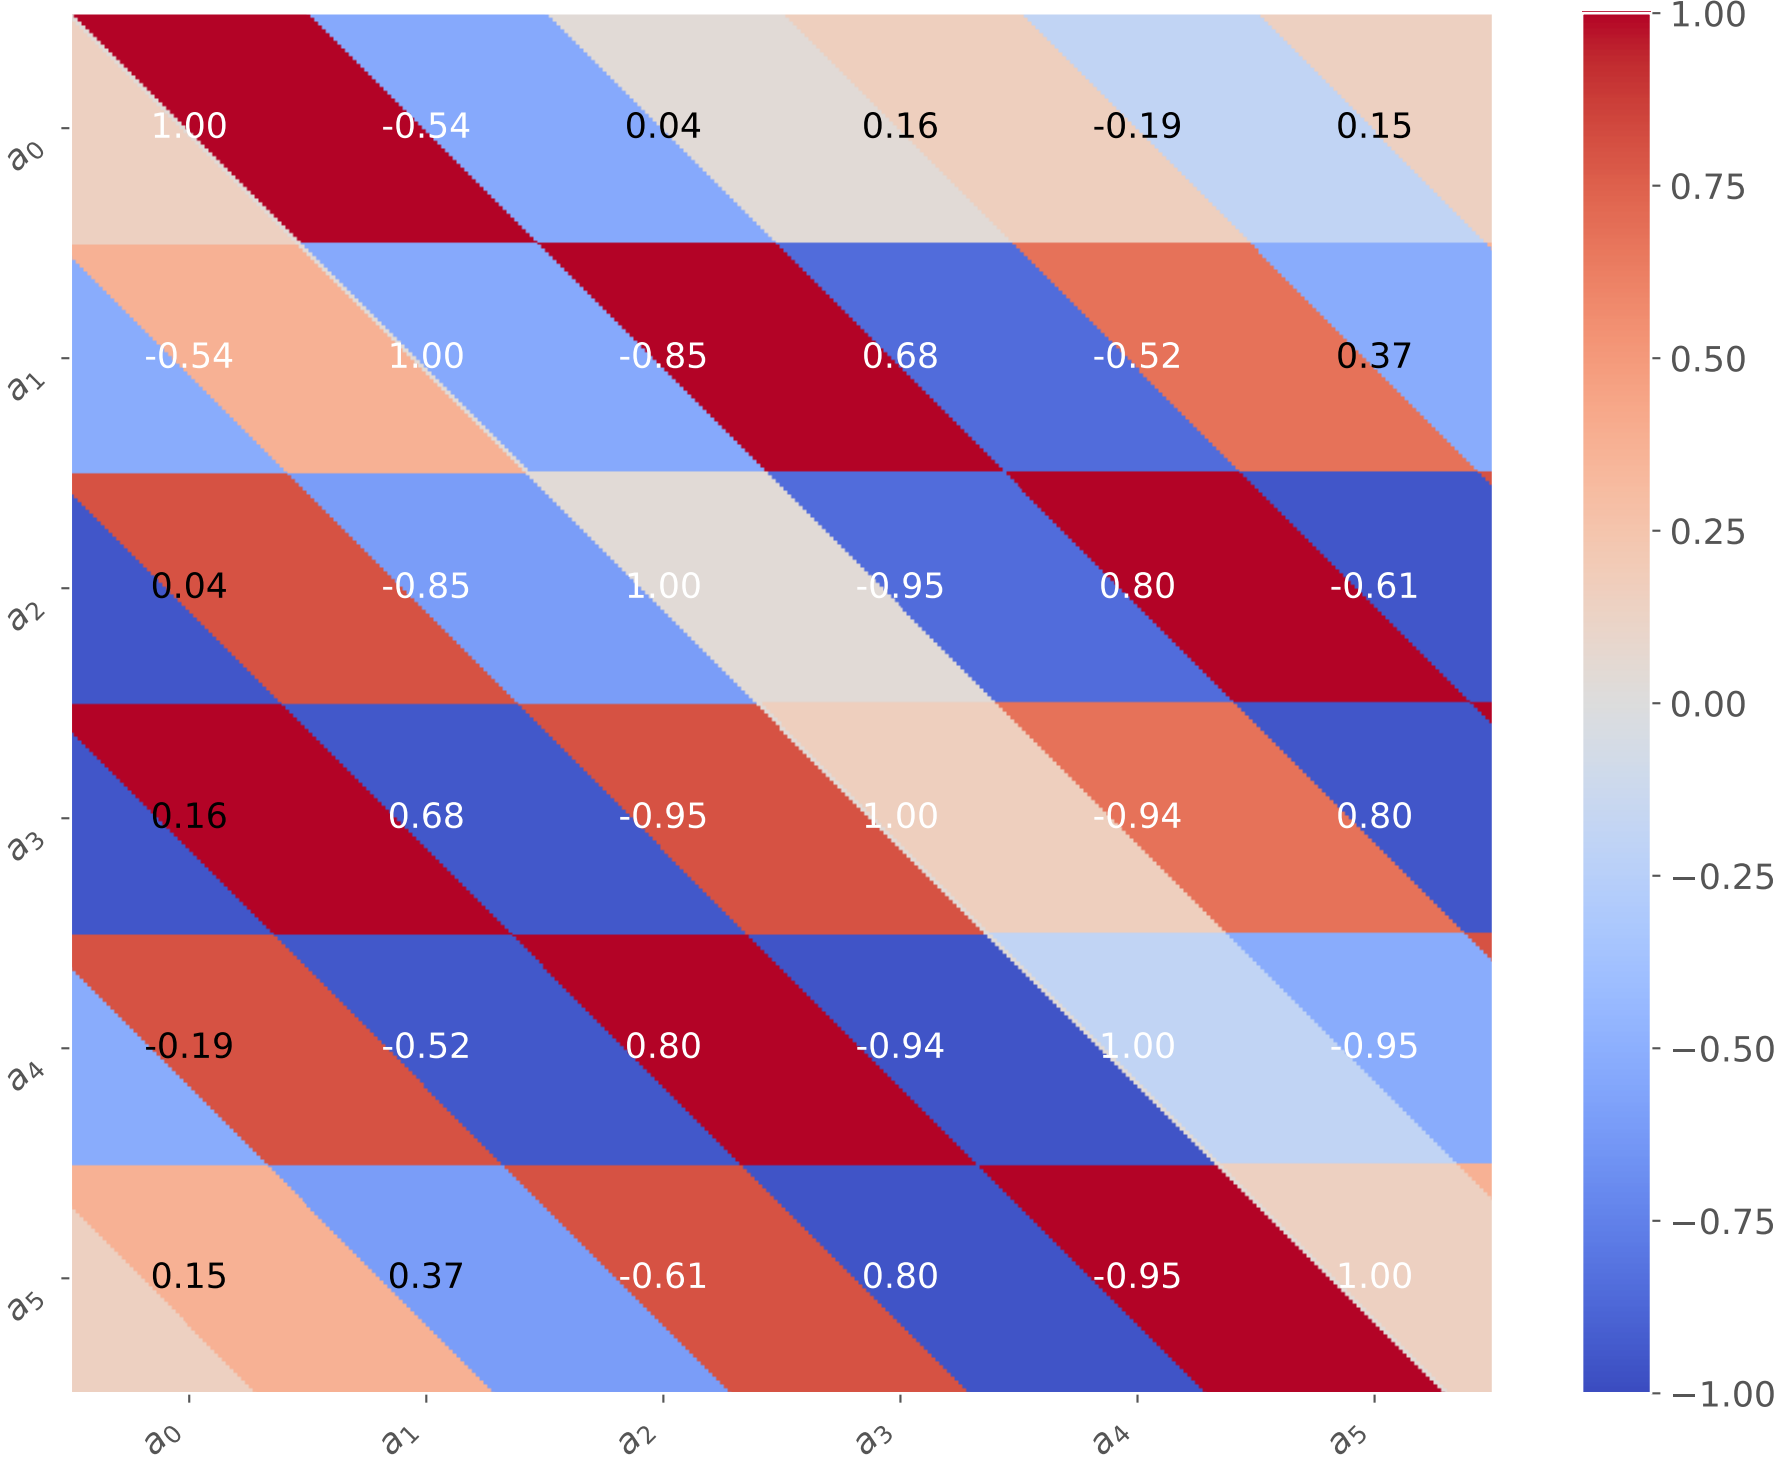 1.00
a₀ 1.00 -0.54 0.04 0.16 -0.19 0.15
0.75
a₁ -0.54 1.00 -0.85 0.68 -0.52 0.37
0.50
0.25
a₂ 0.04 -0.85 1.00 -0.95 0.80 -0.61
0.00
a₃ 0.16 0.68 -0.95 1.00 -0.94 0.80
−0.25
a₄ -0.19 -0.52 0.80 -0.94 1.00 -0.95
−0.50
−0.75
a₅ 0.15 0.37 -0.61 0.80 -0.95 1.00
−1.00
a₀ a₁ a₂ a₃ a₄ a₅